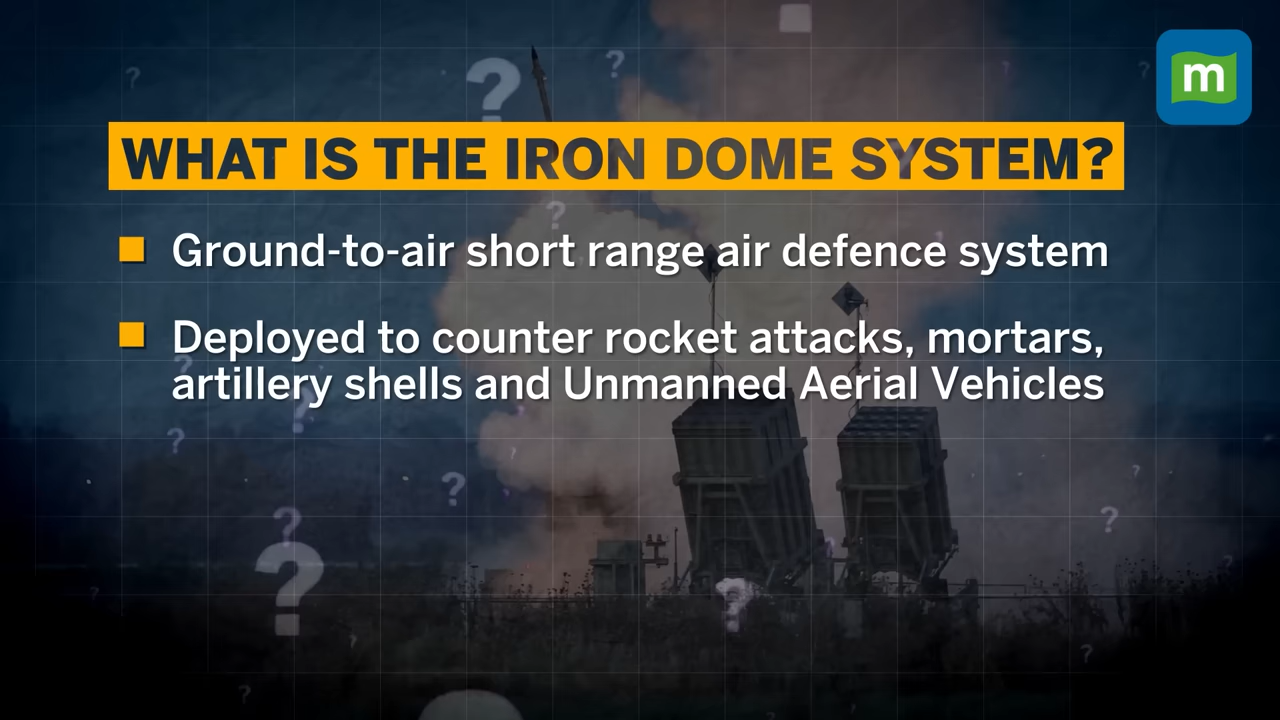 m
WHAT IS THE IRON DOME SYSTEM?
Ground-to-air short range air defence system
Deployed to counter rocket attacks, mortars,
artillery shells and Unmanned Aerial Vehicles